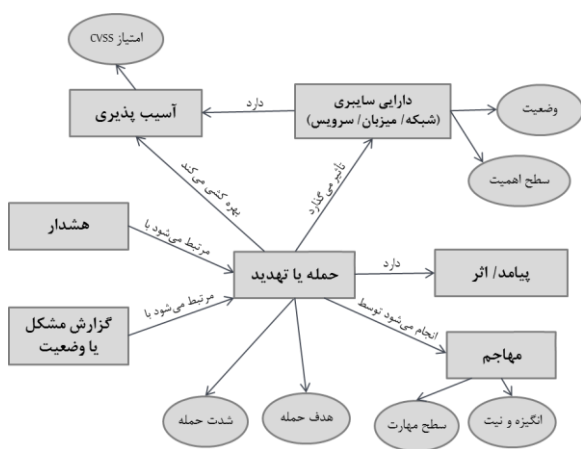 امتیاز CVSS
آسیب پذیری
دارد
دارایی سایبری
(شبکه/ میزبان/ سرویس)
وضعیت
سطح اهمیت
بهره کشی می‌کند
تأثیر می گذارد
هشدار
مرتبط می‌شود با
حمله یا تهدید
دارد
پیامد/ اثر
گزارش مشکل
یا وضعیت
مرتبط می‌شود با
انجام می‌شود توسط
مهاجم
شدت حمله
هدف حمله
سطح مهارت
انگیزه و نیت